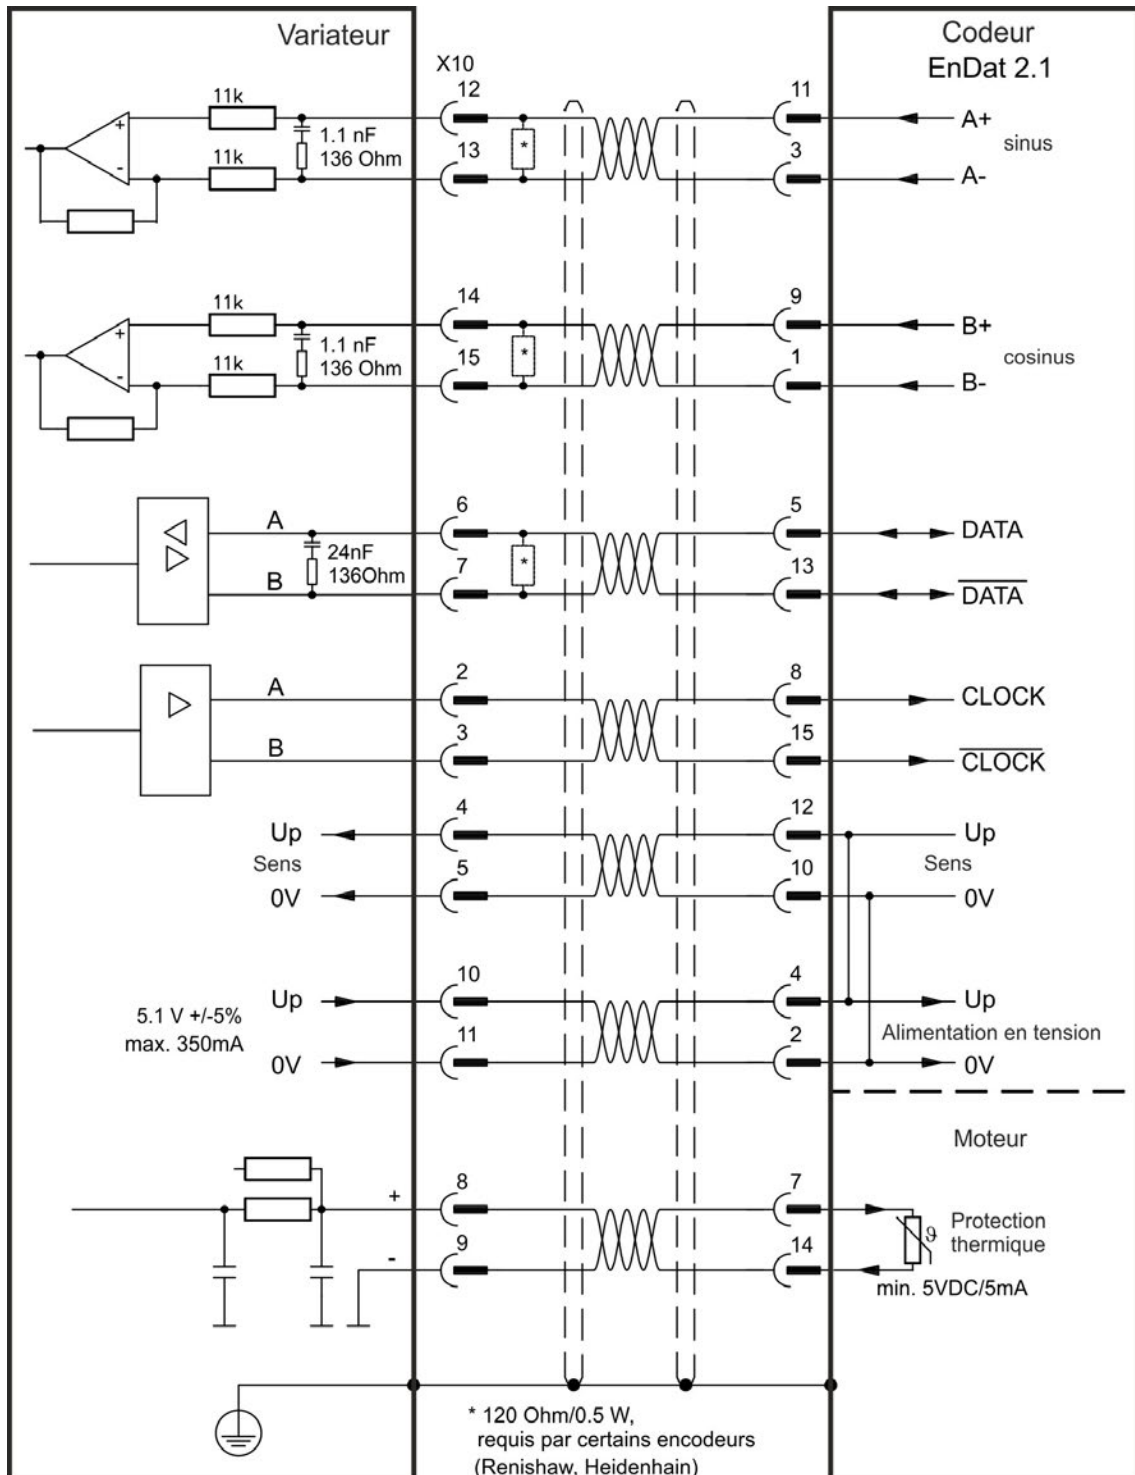 Variateur
X10
Codeur
EnDat 2.1
11k
12
11
A+
1.1 nF
136 Ohm
*
sinus
11k
13
3
A-
11k
14
9
B+
1.1 nF
136 Ohm
*
cosinus
11k
15
1
B-
A
6
5
DATA
24nF
136Ohm
*
B
7
13
DATA
A
2
8
CLOCK
B
3
15
CLOCK
Up
4
12
Up
Sens
Sens
0V
5
10
0V
Up
10
4
Up
5.1 V +/-5%
max. 350mA
Alimentation en tension
0V
11
2
0V
Moteur
+
8
7
Protection
thermique
ϑ
-
9
14
min. 5VDC/5mA
* 120 Ohm/0.5 W,
requis par certains encodeurs
(Renishaw, Heidenhain)
+
-
+
-